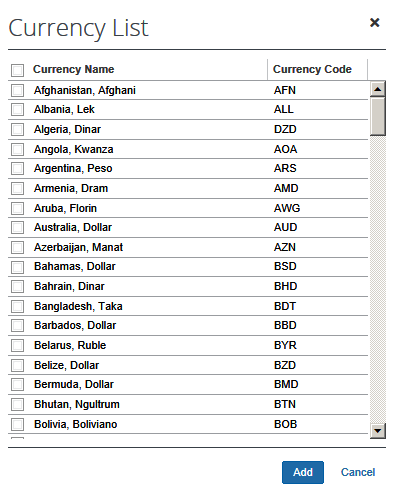 Currency List
Currency Name Currency Code
Afghanistan, Afghani AFN
Albania, Lek ALL
Algeria, Dinar DZD
Angola, Kwanza AOA
Argentina, Peso ARS
Armenia, Dram AMD
Aruba, Florin AWG
Australia, Dollar AUD
Azerbaijan, Manat AZN
Bahamas, Dollar BSD
Bahrain, Dinar BHD
Bangladesh, Taka BDT
Barbados, Dollar BBD
Belarus, Ruble BYR
Belize, Dollar BZD
Bermuda, Dollar BMD
Bhutan, Ngultrum BTN
Bolivia, Boliviano BOB
Add Cancel